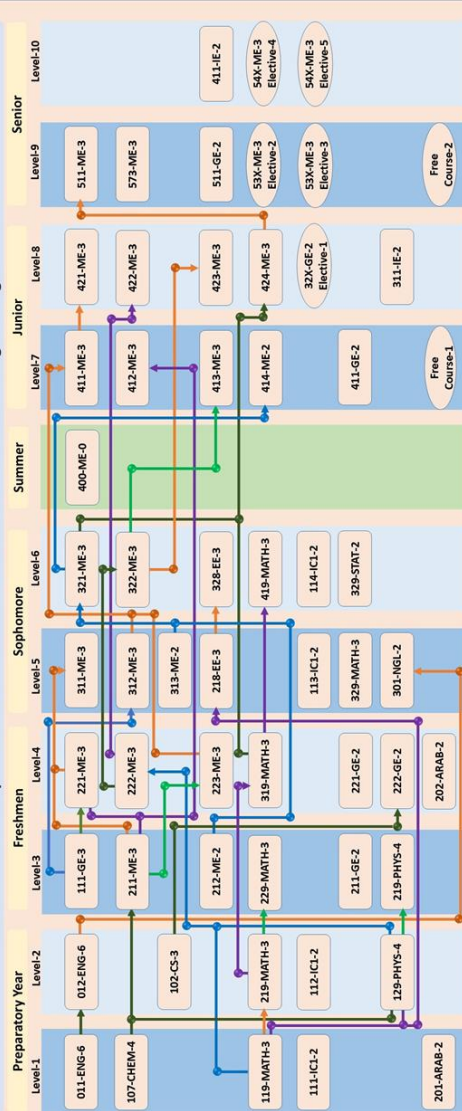 Preparatory Year
Freshmen
Sophomore
Summer
Junior
Senior
Level-1
Level-2
Level-3
Level-4
Level-5
Level-6
Level-7
Level-8
Level-9
Level-10
011-ENG-6
107-CHEM-4
119-MATH-3
111-IC1-2
201-ARAB-2
012-ENG-6
102-CS-3
219-MATH-3
112-IC1-2
129-PHYS-4
111-GE-3
211-ME-3
212-ME-2
229-MATH-3
211-GE-2
219-PHYS-4
221-ME-3
222-ME-3
223-ME-3
319-MATH-3
221-GE-2
222-GE-2
202-ARAB-2
311-ME-3
312-ME-3
313-ME-2
218-EE-3
113-IC1-2
329-MATH-3
301-NGL-2
321-ME-3
322-ME-3
328-EE-3
419-MATH-3
114-IC1-2
329-STAT-2
400-ME-0
411-ME-3
412-ME-3
413-ME-3
414-ME-2
411-GE-2
Free
Course-1
421-ME-3
422-ME-3
423-ME-3
424-ME-3
32X-GE-2
Elective-1
311-IE-2
511-ME-3
573-ME-3
511-GE-2
53X-ME-3
Elective-2
53X-ME-3
Elective-3
Free
Course-2
411-IE-2
54X-ME-3
Elective-4
54X-ME-3
Elective-5